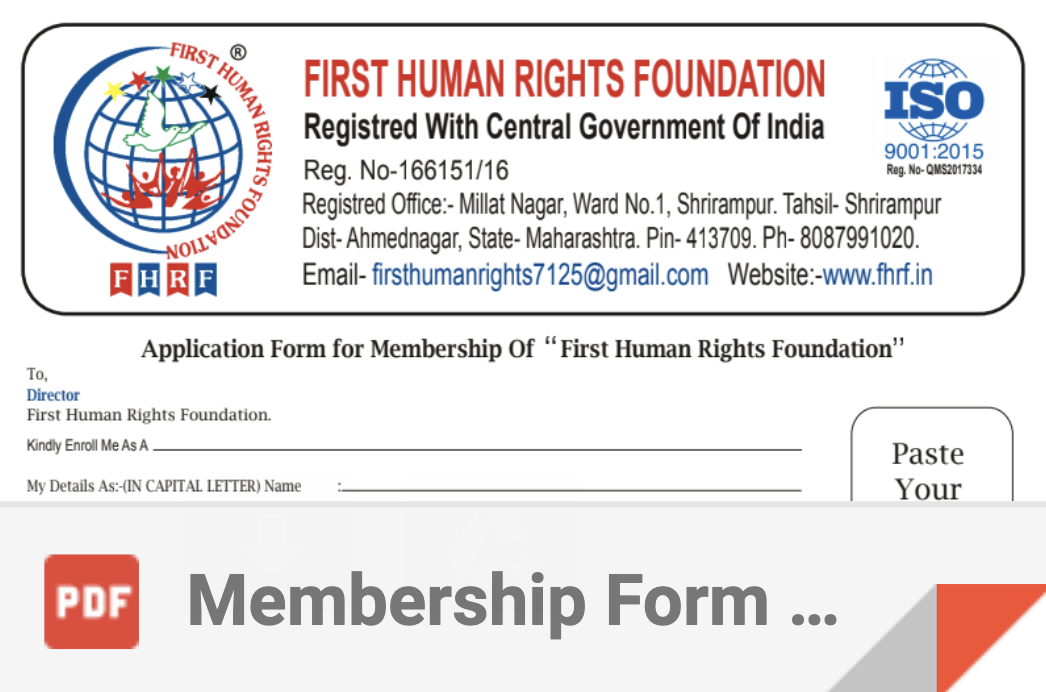 FIRST HUMAN RIGHTS FOUNDATION
®
FHRF
FIRST HUMAN RIGHTS FOUNDATION
Registred With Central Government Of India
Reg. No-166151/16
Registred Office:- Millat Nagar, Ward No.1, Shrirampur. Tahsil- Shrirampur
Dist- Ahmednagar, State- Maharashtra. Pin- 413709. Ph- 8087991020.
Email- firsthumanrights7125@gmail.com Website:-www.fhrf.in
ISO
9001:2015
Reg. No- QMS2017334
Application Form for Membership Of “First Human Rights Foundation”
To,
Director
First Human Rights Foundation.
Kindly Enroll Me As A
My Details As:-(IN CAPITAL LETTER) Name :
Paste
Your
PDF
Membership Form ...